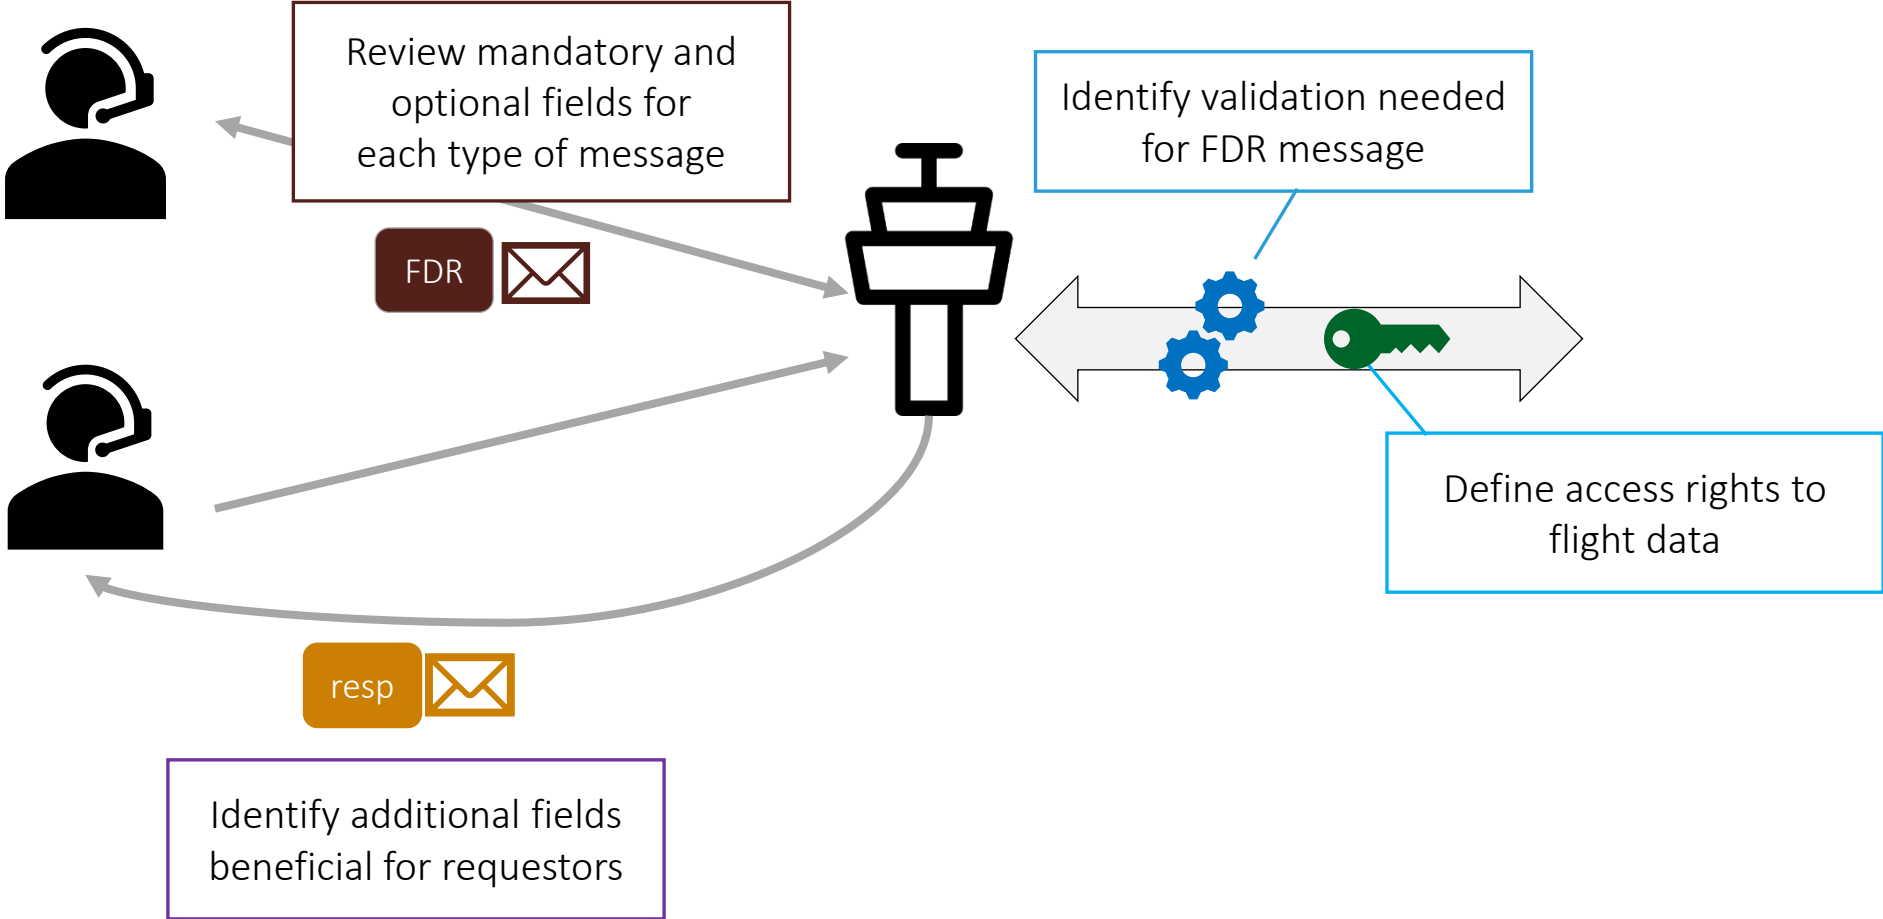 Review mandatory and
optional fields for
each type of message
Identify validation needed
for FDR message
FDR
Define access rights to
flight data
resp
Identify additional fields
beneficial for requestors